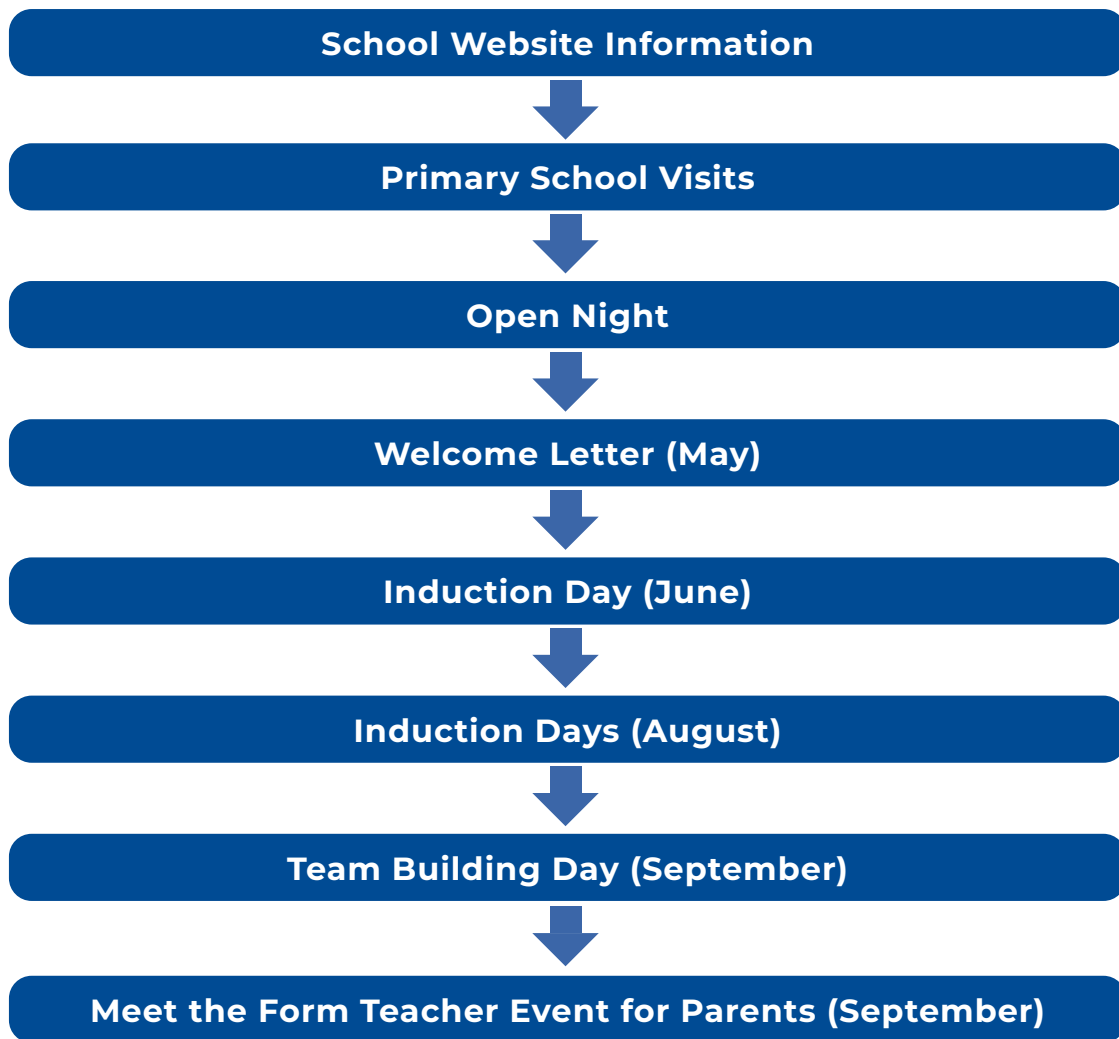 School Website Information
Primary School Visits
Open Night
Welcome Letter (May)
Induction Day (June)
Induction Days (August)
Team Building Day (September)
Meet the Form Teacher Event for Parents (September)